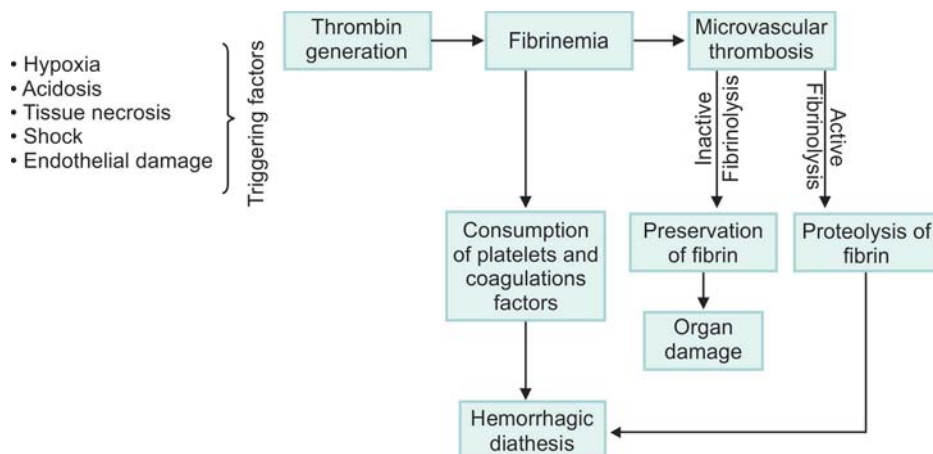 • Hypoxia
• Acidosis
• Tissue necrosis
• Shock
• Endothelial damage
Triggering factors
Thrombin
generation
Fibrinemia
Microvascular
thrombosis
Inactive
Fibrinolysis
Active
Fibrinolysis
Consumption
of platelets and
coagulations
factors
Preservation
of fibrin
Proteolysis of
fibrin
Organ
damage
Hemorrhagic
diathesis